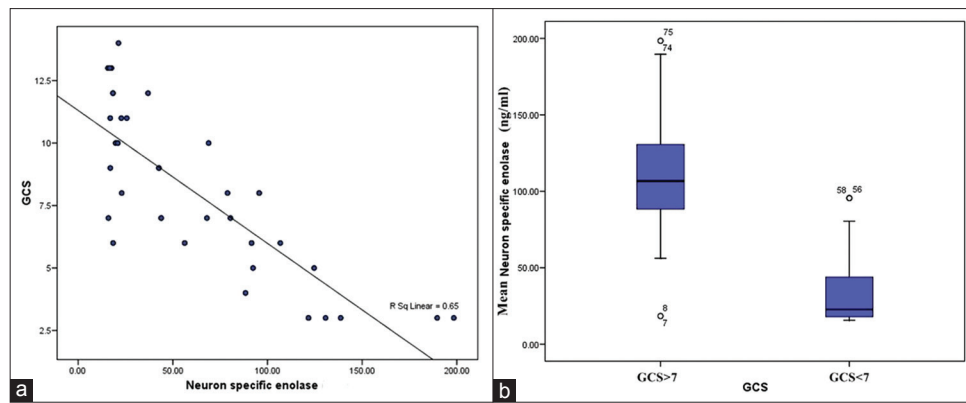 12.5
10
7.5
5
2.5
GCS
R Sq Linear = 0.65
0.00 50.00 100.00 150.00 200.00
Neuron specific enolase
a
200.00
150.00
100.00
50.00
0.00
Mean Neuron specific enolase (ng/ml)
75
74
8
7
58 56
GCS>7 GCS<7
GCS
b